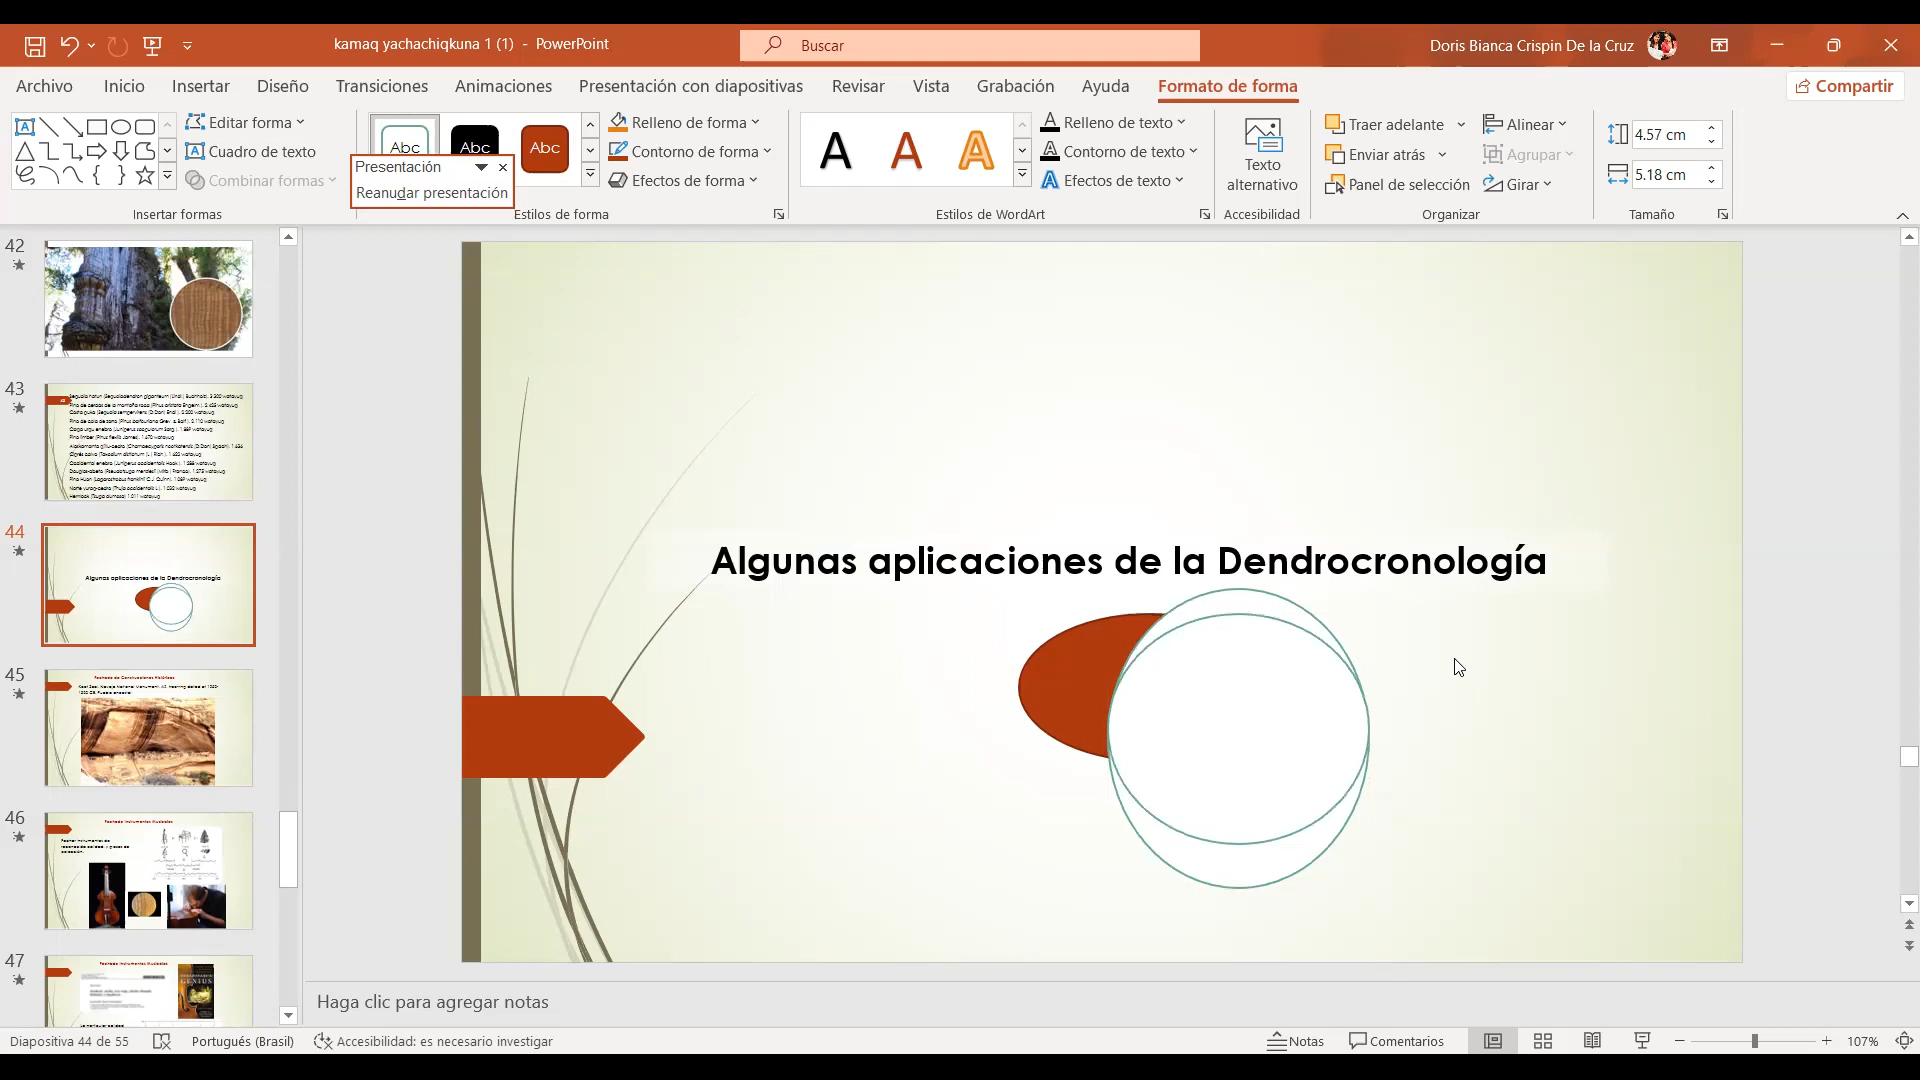 kamaq yachachiqkuna 1 (1) - PowerPoint
Buscar
Doris Bianca Crispin De la Cruz
Archivo Inicio Insertar Diseño Transiciones Animaciones Presentación con diapositivas Revisar Vista Grabación Ayuda Formato de forma Compartir
Editar forma
Cuadro de texto
Combinar formas
Insertar formas
Abc Abc Abc
Presentación
Reanudar presentación
Relleno de forma
Contorno de forma
Efectos de forma
Estilos de forma
A A A
Relleno de texto
Contorno de texto
Efectos de texto
Estilos de WordArt
Texto
alternativo
Accesibilidad
Traer adelante
Enviar atrás
Panel de selección
Alinear
Agrupar
Girar
Organizar
4.57 cm
5.18 cm
Tamaño
42
43
44
Algunas aplicaciones de la Dendrocronología
45
46
47
Algunas aplicaciones de la Dendrocronología
Haga clic para agregar notas
Diapositiva 44 de 55 Portugués (Brasil) Accesibilidad: es necesario investigar Notas Comentarios 107%